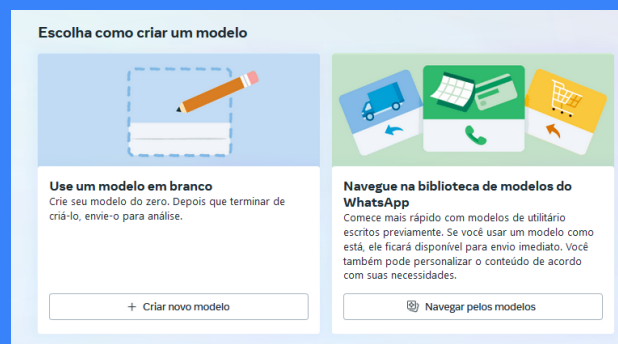 Escolha como criar um modelo
Use um modelo em branco
Crie seu modelo do zero. Depois que terminar de
criá-lo, envie-o para análise.
+ Criar novo modelo
Navegue na biblioteca de modelos do
WhatsApp
Comece mais rápido com modelos de utilitário
escritos previamente. Se você usar um modelo como
está, ele ficará disponível para envio imediato. Você
também pode personalizar o conteúdo de acordo
com suas necessidades.
Navegar pelos modelos